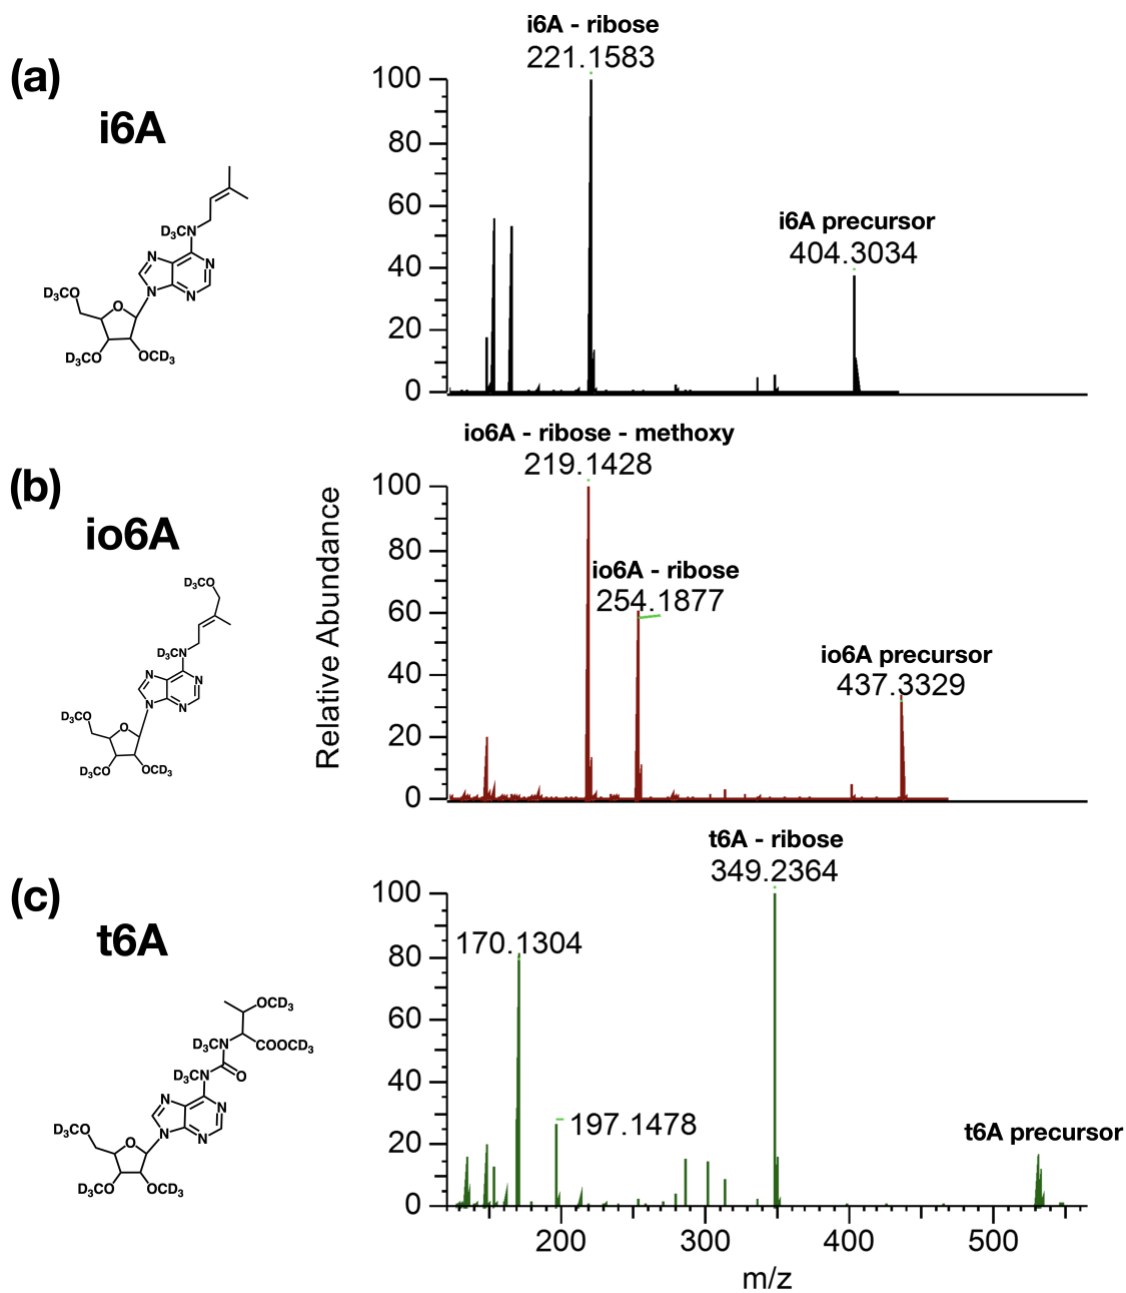 (a)
i6A
i6A - ribose
221.1583
i6A precursor
404.3034
100
80
60
40
20
0
D3CN
N
N
N
N
D3CO
O
D3CO
OCD3
(b)
io6A
io6A - ribose - methoxy
219.1428
io6A - ribose
254.1877
io6A precursor
437.3329
Relative Abundance
100
80
60
40
20
0
D3CO
D3CN
N
N
N
N
D3CO
O
D3CO
OCD3
(c)
t6A
t6A - ribose
349.2364
170.1304
197.1478
t6A precursor
100
80
60
40
20
0
OCD3
D3CN
COOCD3
D3CN
O
N
N
N
N
D3CO
O
D3CO
OCD3
200
300
400
500
m/z